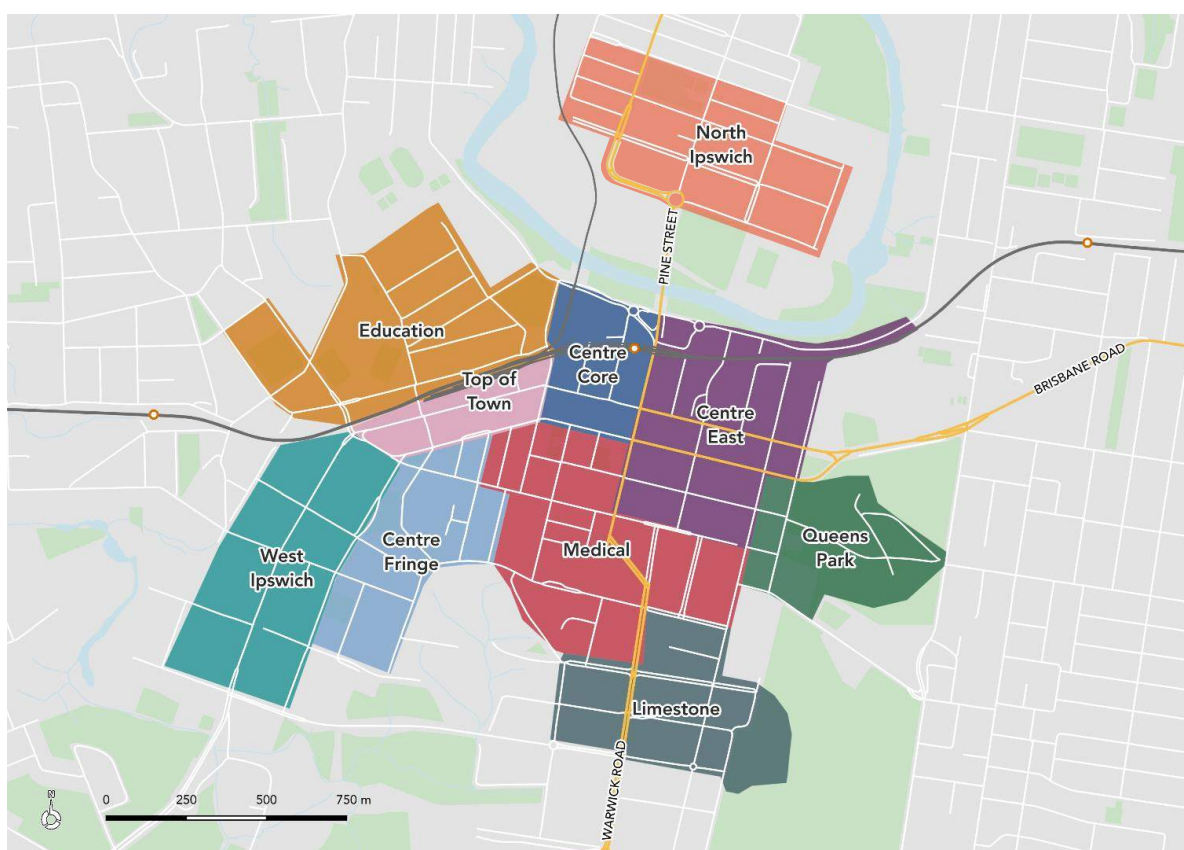 North
Ipswich
PINE STREET
Education
Centre
Core
Top of
Town
BRISBANE ROAD
Centre
East
Queens
Park
Centre
Fringe
Medical
West
Ipswich
Limestone
WARWICK ROAD
N
0 250 500 750 m